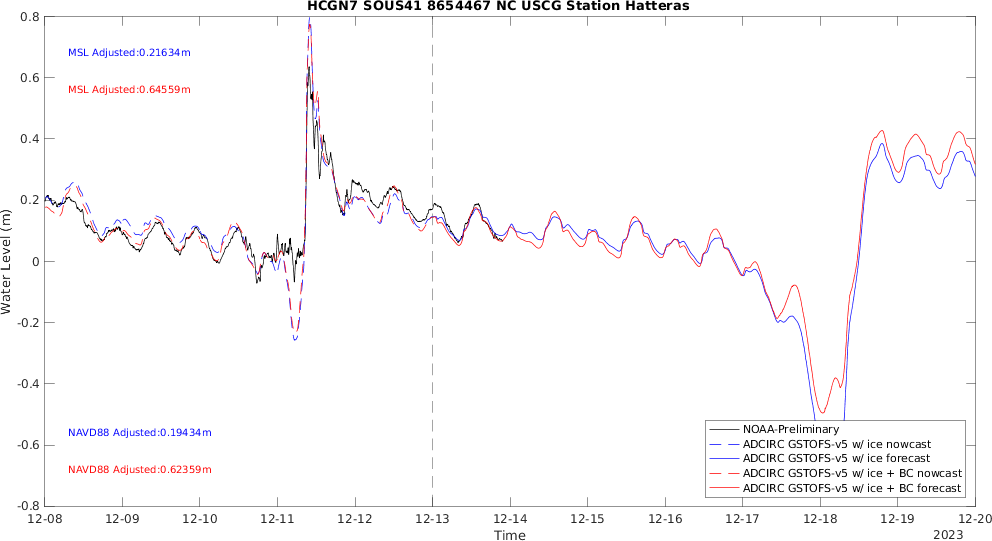 HCGN7 SOUS41 8654467 NC USCG Station Hatteras
0.8
0.6
0.4
0.2
0
-0.2
-0.4
-0.6
-0.8
Water Level (m)
MSL Adjusted:0.21634m
MSL Adjusted:0.64559m
NAVD88 Adjusted:0.19434m
NAVD88 Adjusted:0.62359m
NOAA-Preliminary
ADCIRC GSTOFS-v5 w/ ice nowcast
ADCIRC GSTOFS-v5 w/ ice forecast
ADCIRC GSTOFS-v5 w/ ice + BC nowcast
ADCIRC GSTOFS-v5 w/ ice + BC forecast
12-08 12-09 12-10 12-11 12-12 12-13 12-14 12-15 12-16 12-17 12-18 12-19 12-20
Time
2023